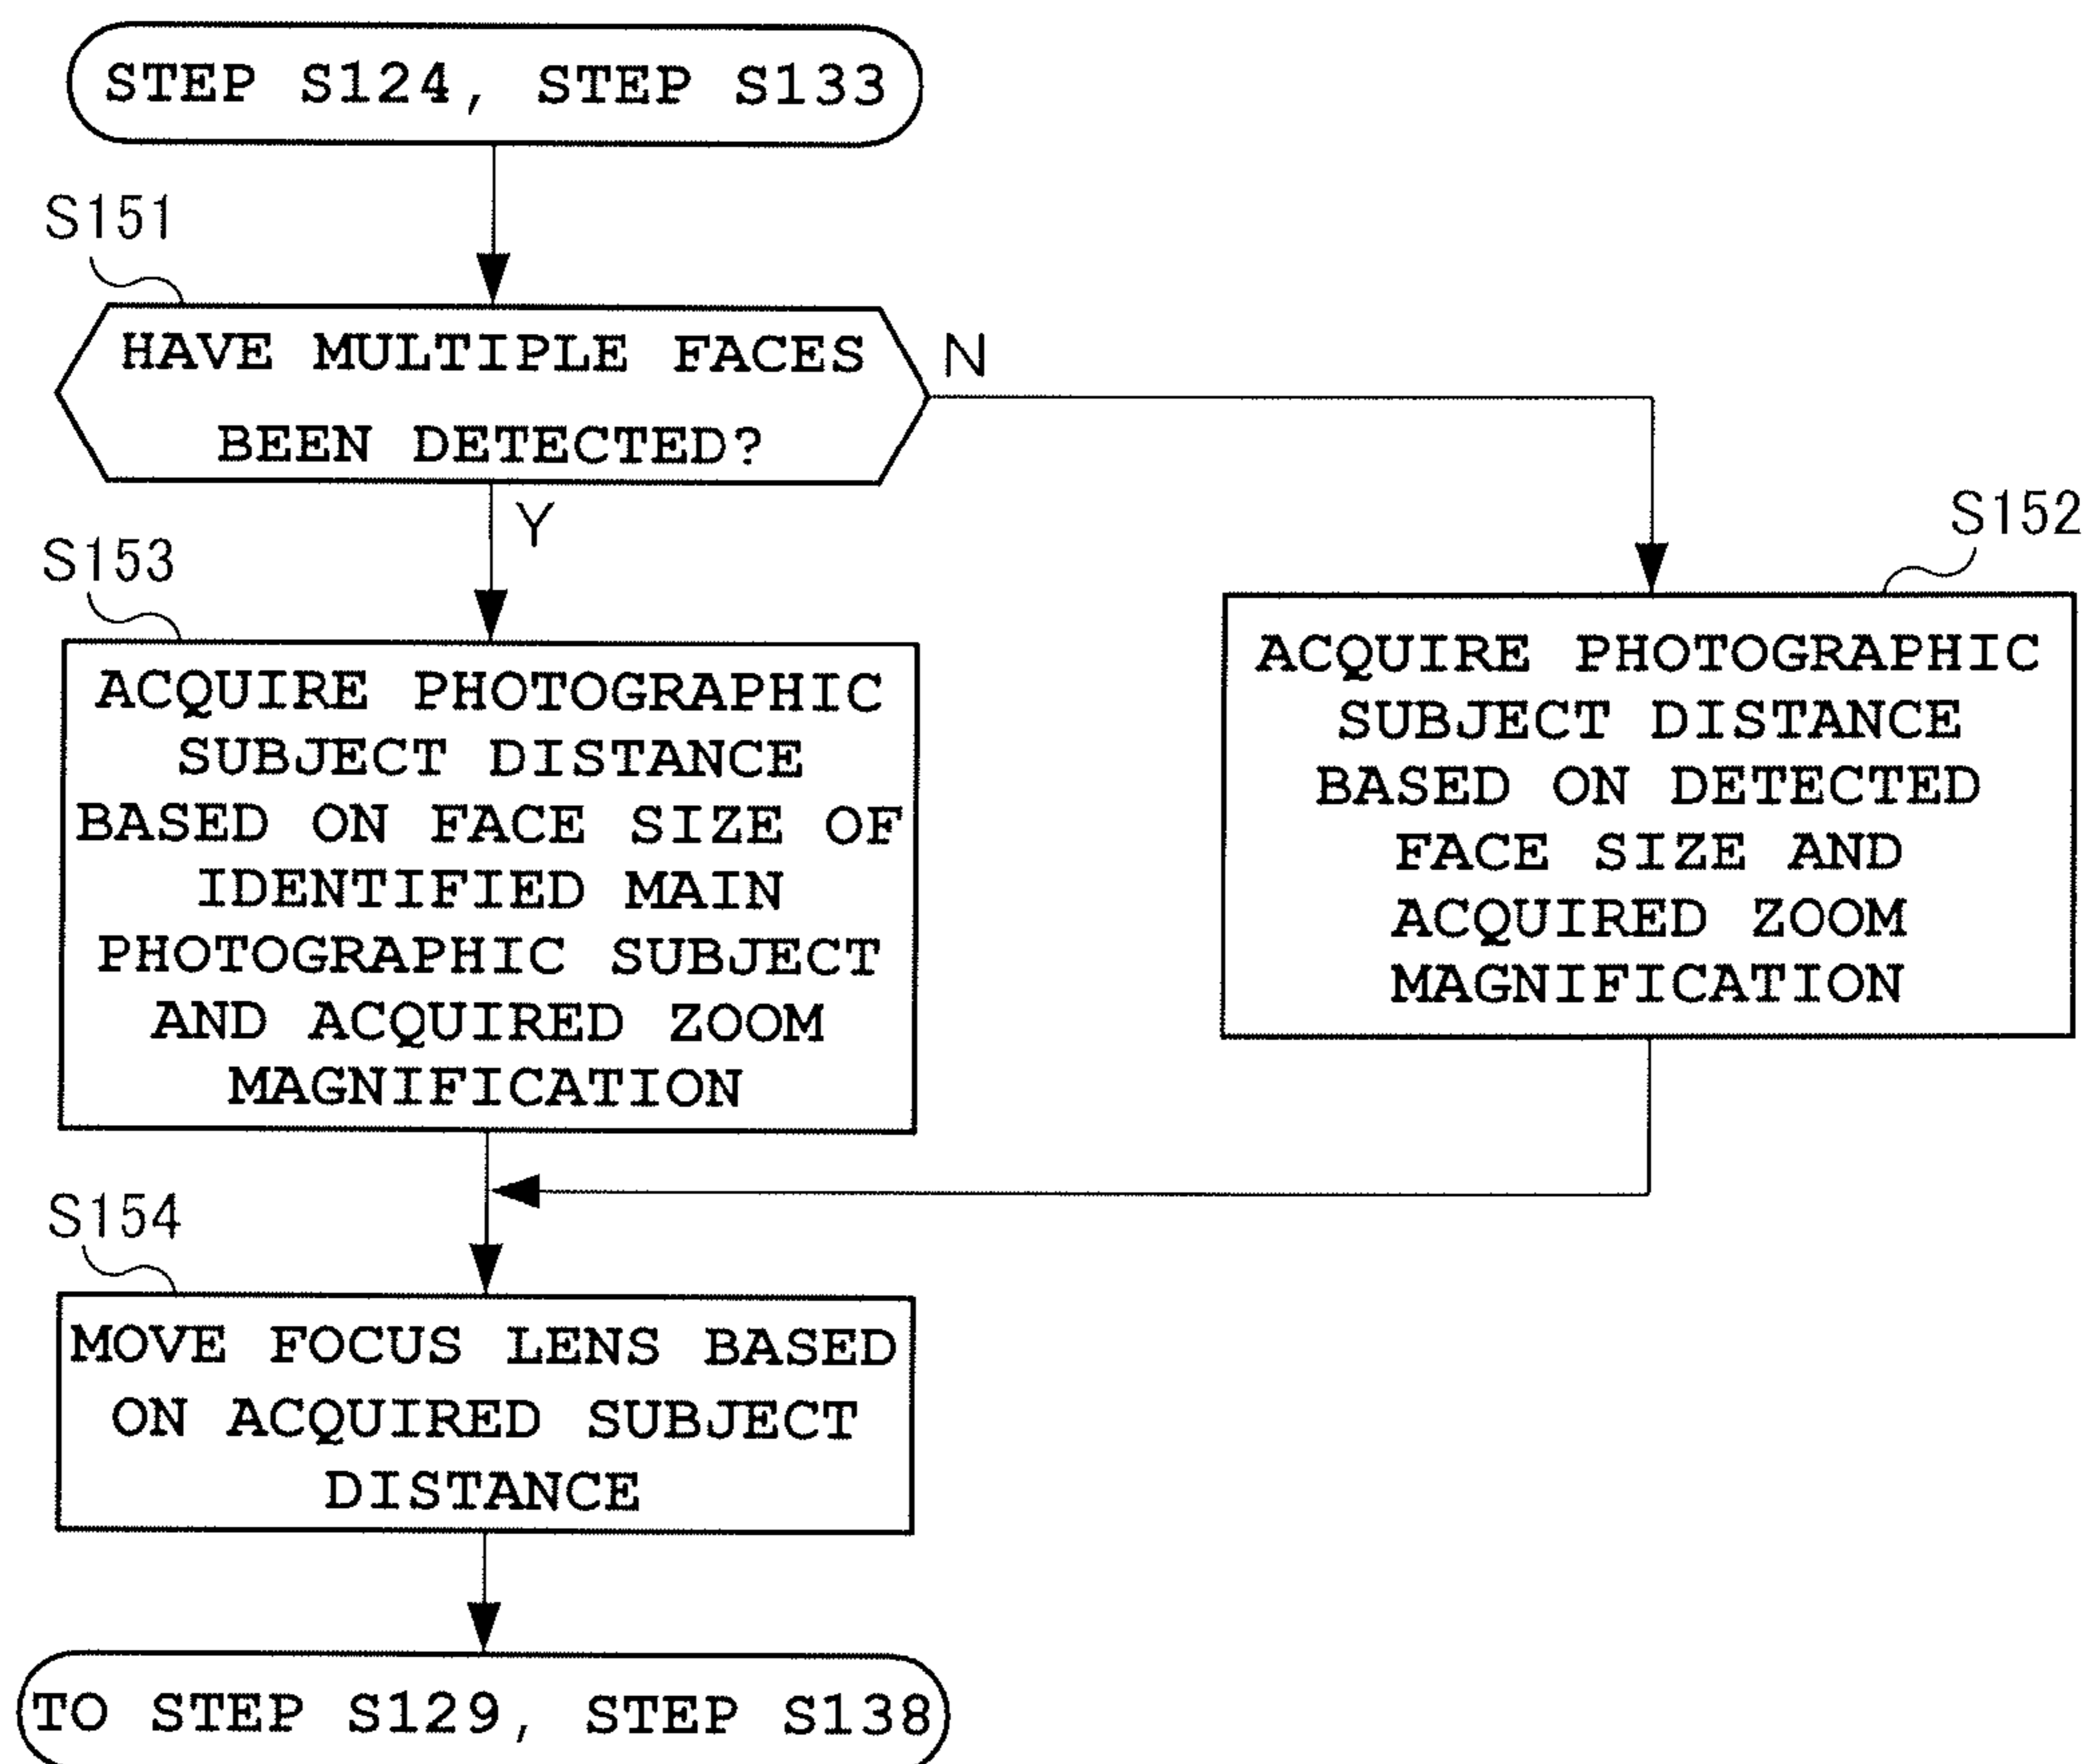 STEP S124, STEP S133
S151
HAVE MULTIPLE FACES
BEEN DETECTED?
N
Y
S153
ACQUIRE PHOTOGRAPHIC
SUBJECT DISTANCE
BASED ON FACE SIZE OF
IDENTIFIED MAIN
PHOTOGRAPHIC SUBJECT
AND ACQUIRED ZOOM
MAGNIFICATION
S152
ACQUIRE PHOTOGRAPHIC
SUBJECT DISTANCE
BASED ON DETECTED
FACE SIZE AND
ACQUIRED ZOOM
MAGNIFICATION
S154
MOVE FOCUS LENS BASED
ON ACQUIRED SUBJECT
DISTANCE
TO STEP S129, STEP S138